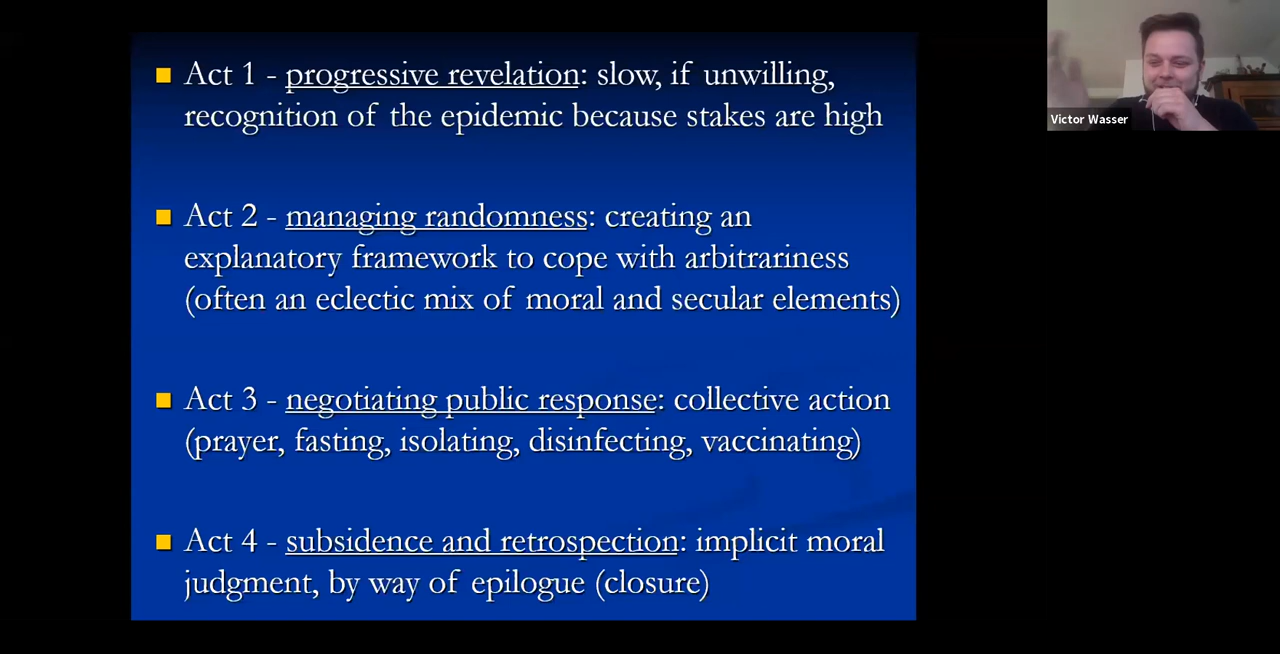 Act 1 - progressive revelation: slow, if unwilling,
recognition of the epidemic because stakes are high
Act 2 - managing randomness: creating an
explanatory framework to cope with arbitrariness
(often an eclectic mix of moral and secular elements)
Act 3 - negotiating public response: collective action
(prayer, fasting, isolating, disinfecting, vaccinating)
Act 4 - subsidence and retrospection: implicit moral
judgment, by way of epilogue (closure)
Victor Wasser